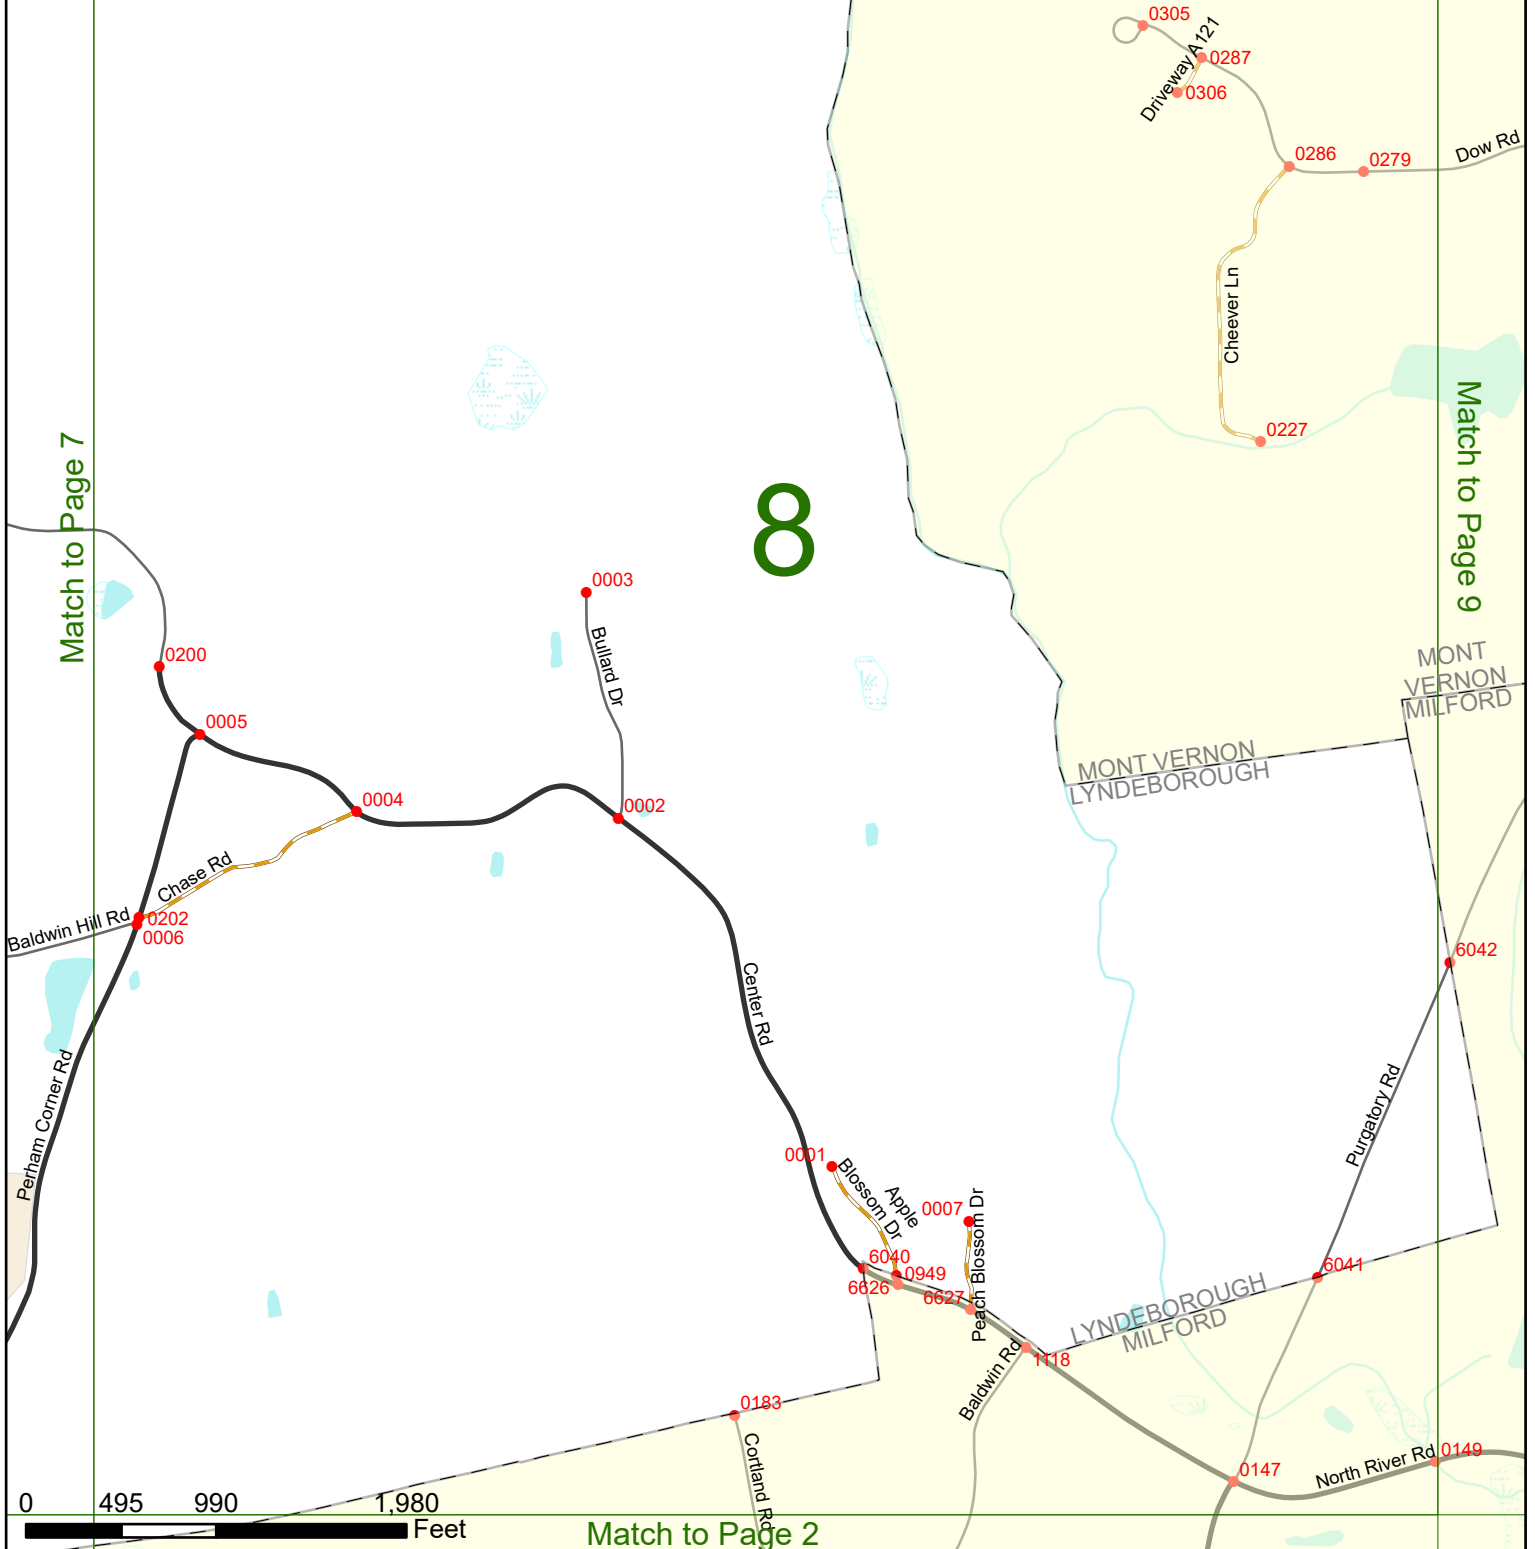 0305
Driveway A121
0287
0306
0286
0279
Dow Rd
Cheever Ln
0227
Match to Page 7
Match to Page 9
8
0003
Bullard Dr
0200
0005
0004
0002
MONT
VERNON
MILFORD
MONT VERNON
LYNDEBOROUGH
Chase Rd
Baldwin Hill Rd
0202
0006
6042
Center Rd
Perham Corner Rd
Purgatory Rd
0001
Apple
Blossom Dr
0007
Peach Blossom Dr
6040
0949
6626
6627
6041
LYNDEBOROUGH
MILFORD
1118
Baldwin Rd
0183
Cortland Rd
0147
North River Rd
0149
0 495 990 1,980
Feet
Match to Page 2